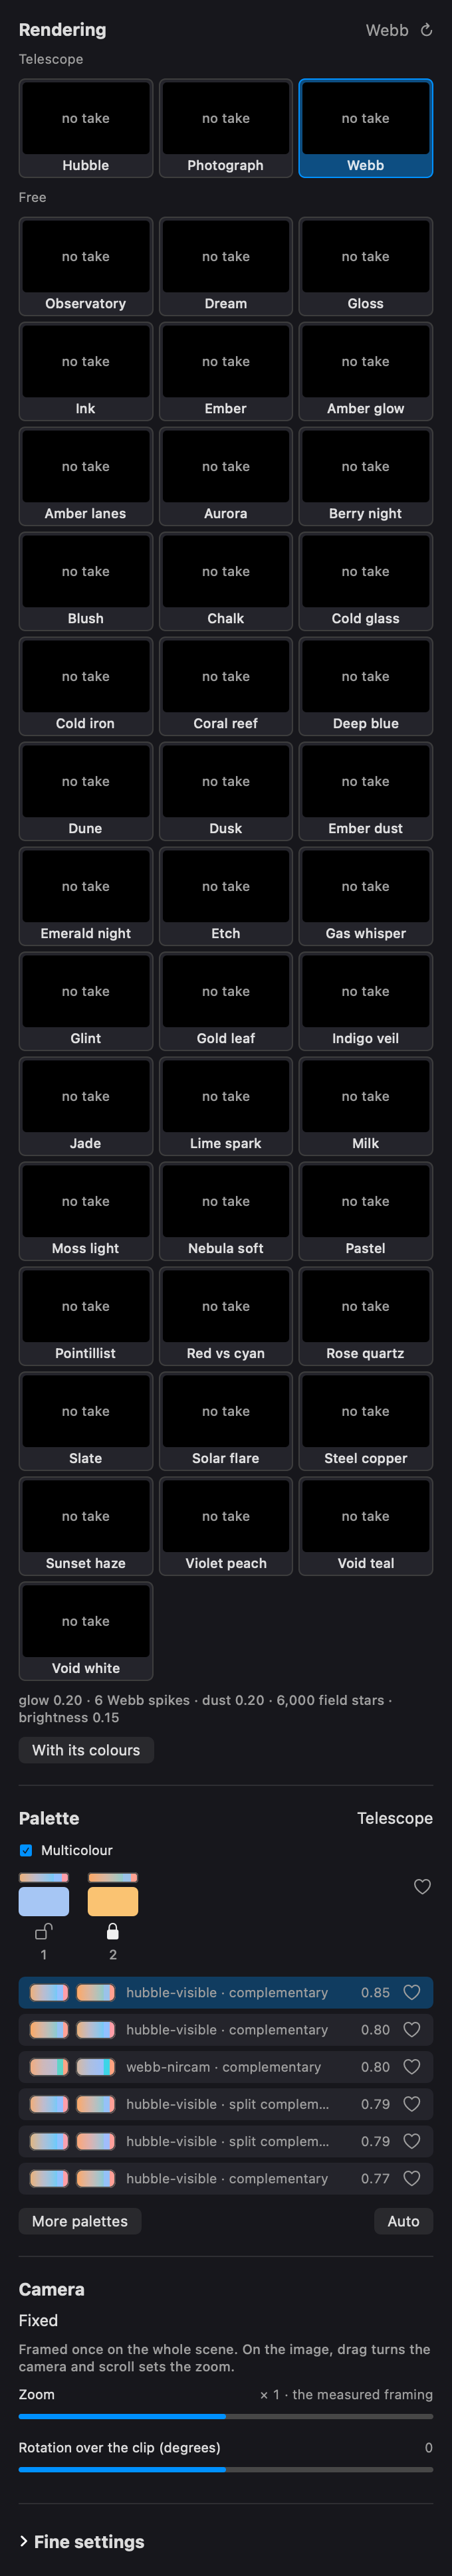 Rendering
Webb
Telescope
no take
no take
no take
Hubble
Photograph
Webb
Free
no take
no take
no take
Observatory
Dream
Gloss
no take
no take
no take
Ink
Ember
Amber glow
no take
no take
no take
Amber lanes
Aurora
Berry night
no take
no take
no take
Blush
Chalk
Cold glass
no take
no take
no take
Cold iron
Coral reef
Deep blue
no take
no take
no take
Dune
Dusk
Ember dust
no take
no take
no take
Emerald night
Etch
Gas whisper
no take
no take
no take
Glint
Gold leaf
Indigo veil
no take
no take
no take
Jade
Lime spark
Milk
no take
no take
no take
Moss light
Nebula soft
Pastel
no take
no take
no take
Pointillist
Red vs cyan
Rose quartz
no take
no take
no take
Slate
Solar flare
Steel copper
no take
no take
no take
Sunset haze
Violet peach
Void teal
no take
Void white
glow 0.20 · 6 Webb spikes · dust 0.20 · 6,000 field stars ·
brightness 0.15
With its colours
Palette
Telescope
Multicolour
1
2
hubble-visible · complementary 0.85
hubble-visible · complementary 0.80
webb-nircam · complementary 0.80
hubble-visible · split complem... 0.79
hubble-visible · split complem... 0.79
hubble-visible · complementary 0.77
More palettes
Auto
Camera
Fixed
Framed once on the whole scene. On the image, drag turns the
camera and scroll sets the zoom.
Zoom
× 1 · the measured framing
Rotation over the clip (degrees)
0
Fine settings